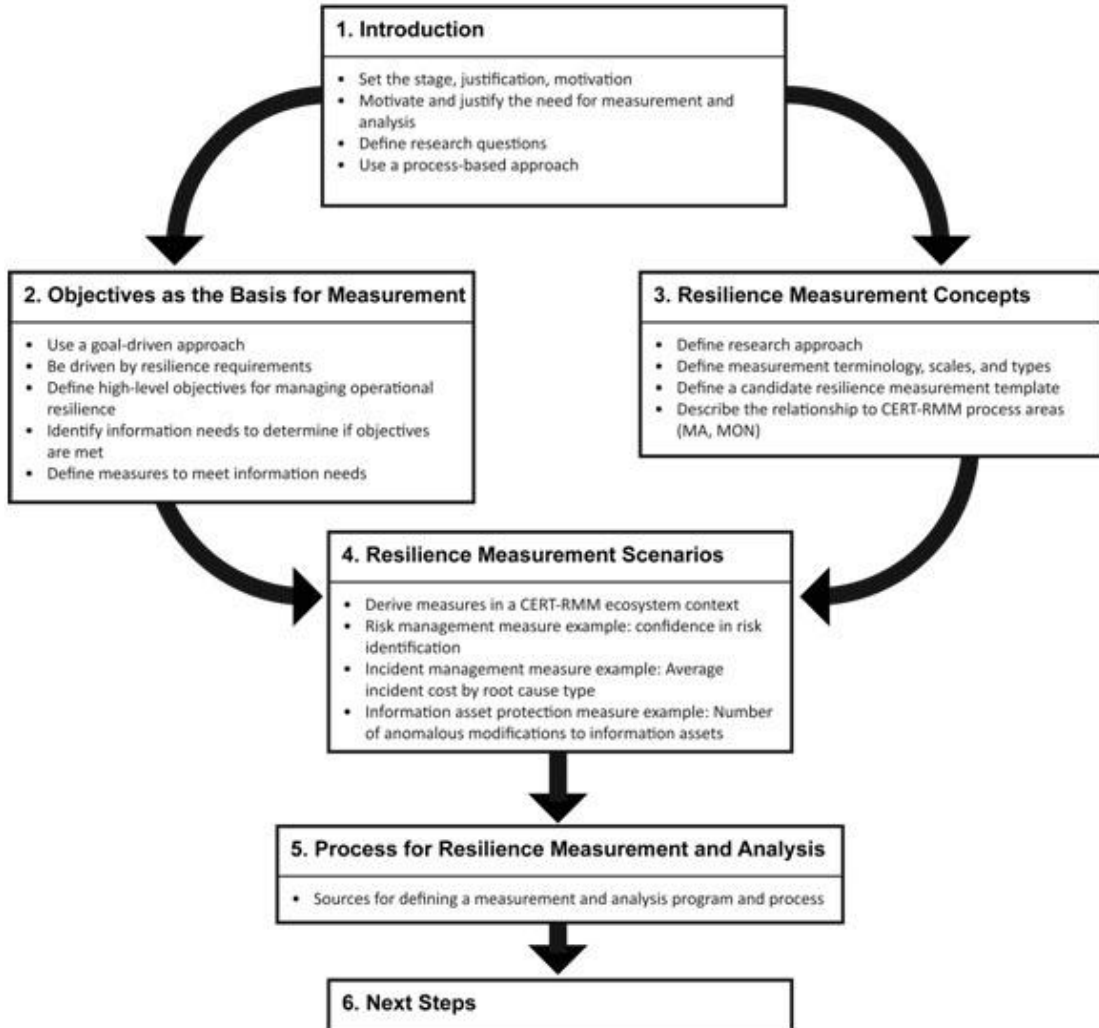 1. Introduction
▪ Set the stage, justification, motivation
▪ Motivate and justify the need for measurement and
analysis
▪ Define research questions
▪ Use a process-based approach
2. Objectives as the Basis for Measurement
▪ Use a goal-driven approach
▪ Be driven by resilience requirements
▪ Define high-level objectives for managing operational
resilience
▪ Identify information needs to determine if objectives
are met
▪ Define measures to meet information needs
3. Resilience Measurement Concepts
▪ Define research approach
▪ Define measurement terminology, scales, and types
▪ Define a candidate resilience measurement template
▪ Describe the relationship to CERT-RMM process areas
(MA, MON)
4. Resilience Measurement Scenarios
▪ Derive measures in a CERT-RMM ecosystem context
▪ Risk management measure example: confidence in risk
identification
▪ Incident management measure example: Average
incident cost by root cause type
▪ Information asset protection measure example: Number
of anomalous modifications to information assets
5. Process for Resilience Measurement and Analysis
▪ Sources for defining a measurement and analysis program and process
6. Next Steps